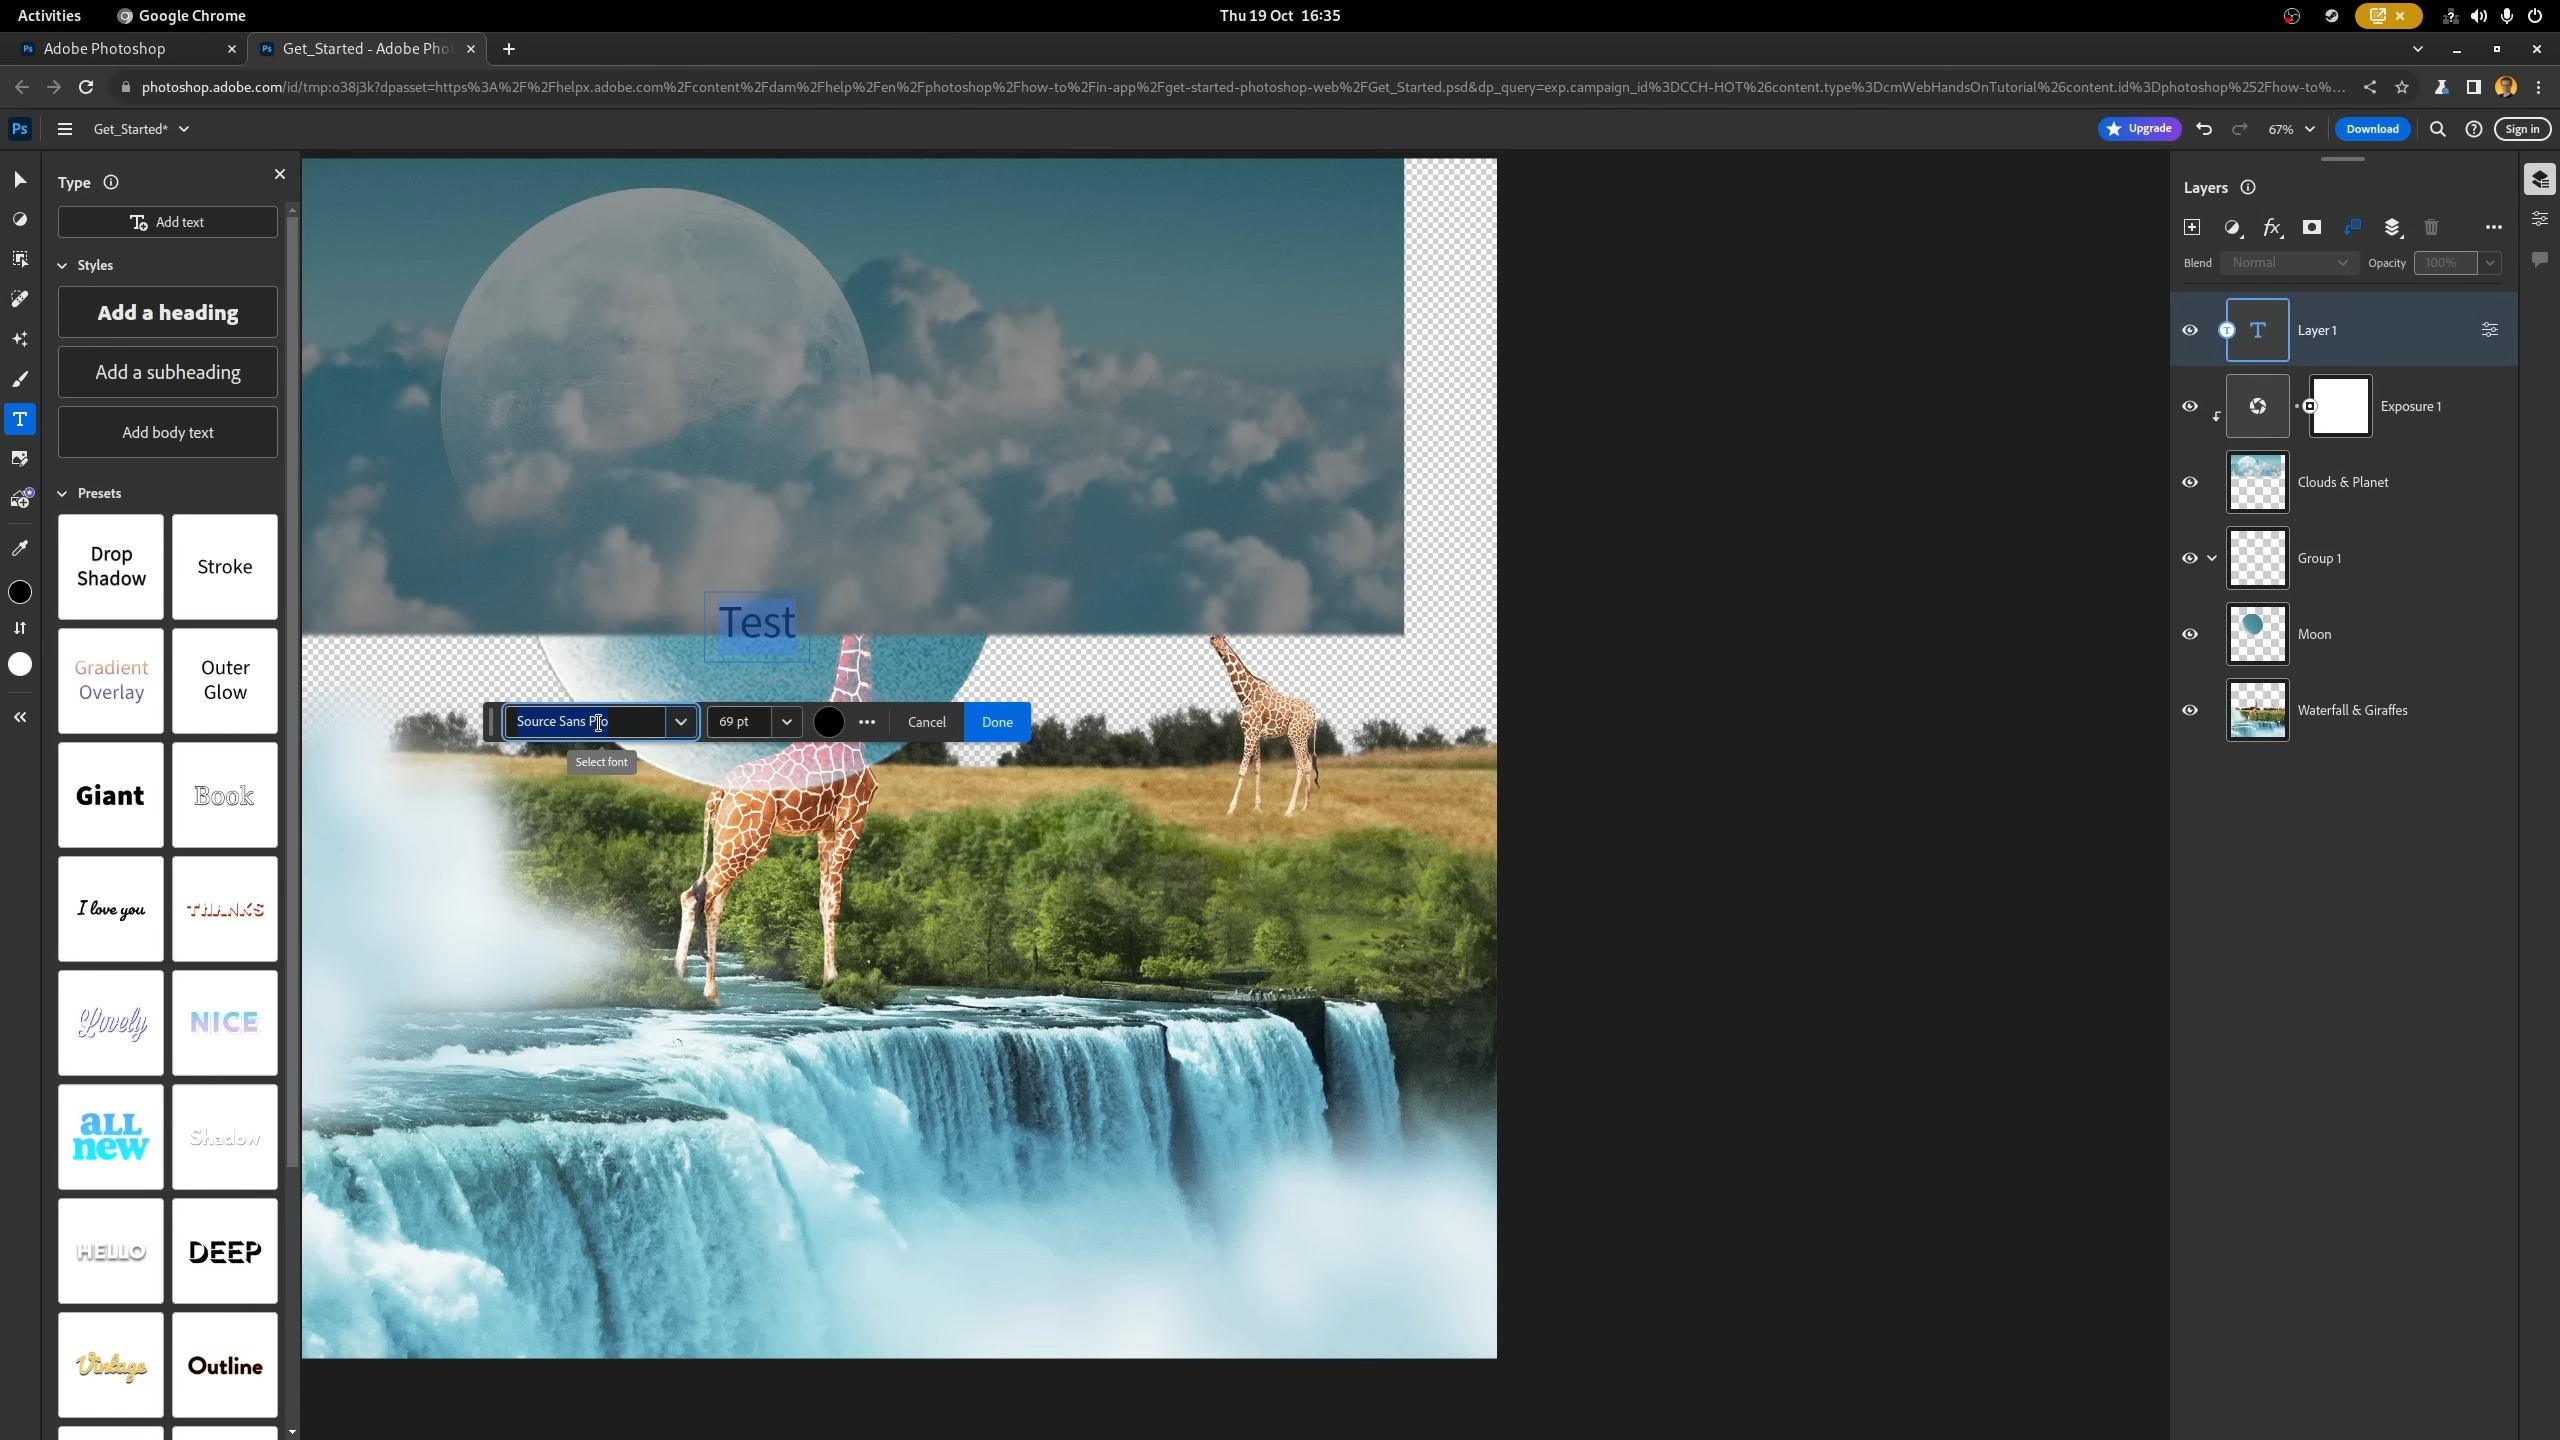 Activities
Google Chrome
Thu 19 Oct 16:35
Ps Adobe Photoshop
Ps Get_Started - Adobe Pho
photoshop.adobe.com/id/tmp:o38j3k?dpasset=https%3A%2F%2Fhelpx.adobe.com%2Fcontent%2Fdam%2Fhelp%2Fen%2Fphotoshop%2Fhow-to%2Fin-app%2Fget-started-photoshop-web%2FGet_Started.psd&dp_query=exp.campaign_id%3DCCH-HOT%26content.type%3DcmWebHandsOnTutorial%26content.id%3Dphotoshop%252Fhow-to%...
Ps
Get_Started*
Upgrade
67%
Download
Sign in
Type
Add text
Styles
Add a heading
Add a subheading
Add body text
Presets
Drop
Shadow
Stroke
Gradient
Overlay
Outer
Glow
Giant
Book
I love you
THANKS
Lovely
NICE
ALL
new
Shadow
HELLO
DEEP
Vintage
Outline
Test
Source Sans Pro
69 pt
Cancel
Done
Select font
Layers
Blend
Normal
Opacity
100%
Layer 1
Exposure 1
Clouds & Planet
Group 1
Moon
Waterfall & Giraffes